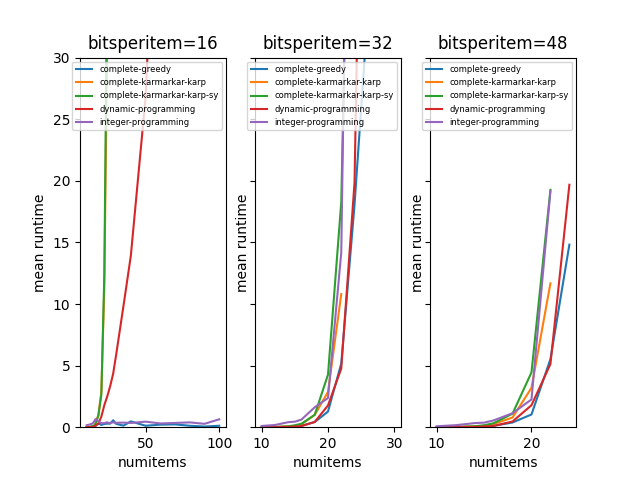 bitsperitem=16
30
25
20
15
10
5
0
mean runtime
complete-greedy
complete-karmarkar-karp
complete-karmarkar-karp-sy
dynamic-programming
integer-programming
50
100
numitems
bitsperitem=32
mean runtime
complete-greedy
complete-karmarkar-karp
complete-karmarkar-karp-sy
dynamic-programming
integer-programming
10
20
30
numitems
bitsperitem=48
mean runtime
complete-greedy
complete-karmarkar-karp
complete-karmarkar-karp-sy
dynamic-programming
integer-programming
10
20
numitems